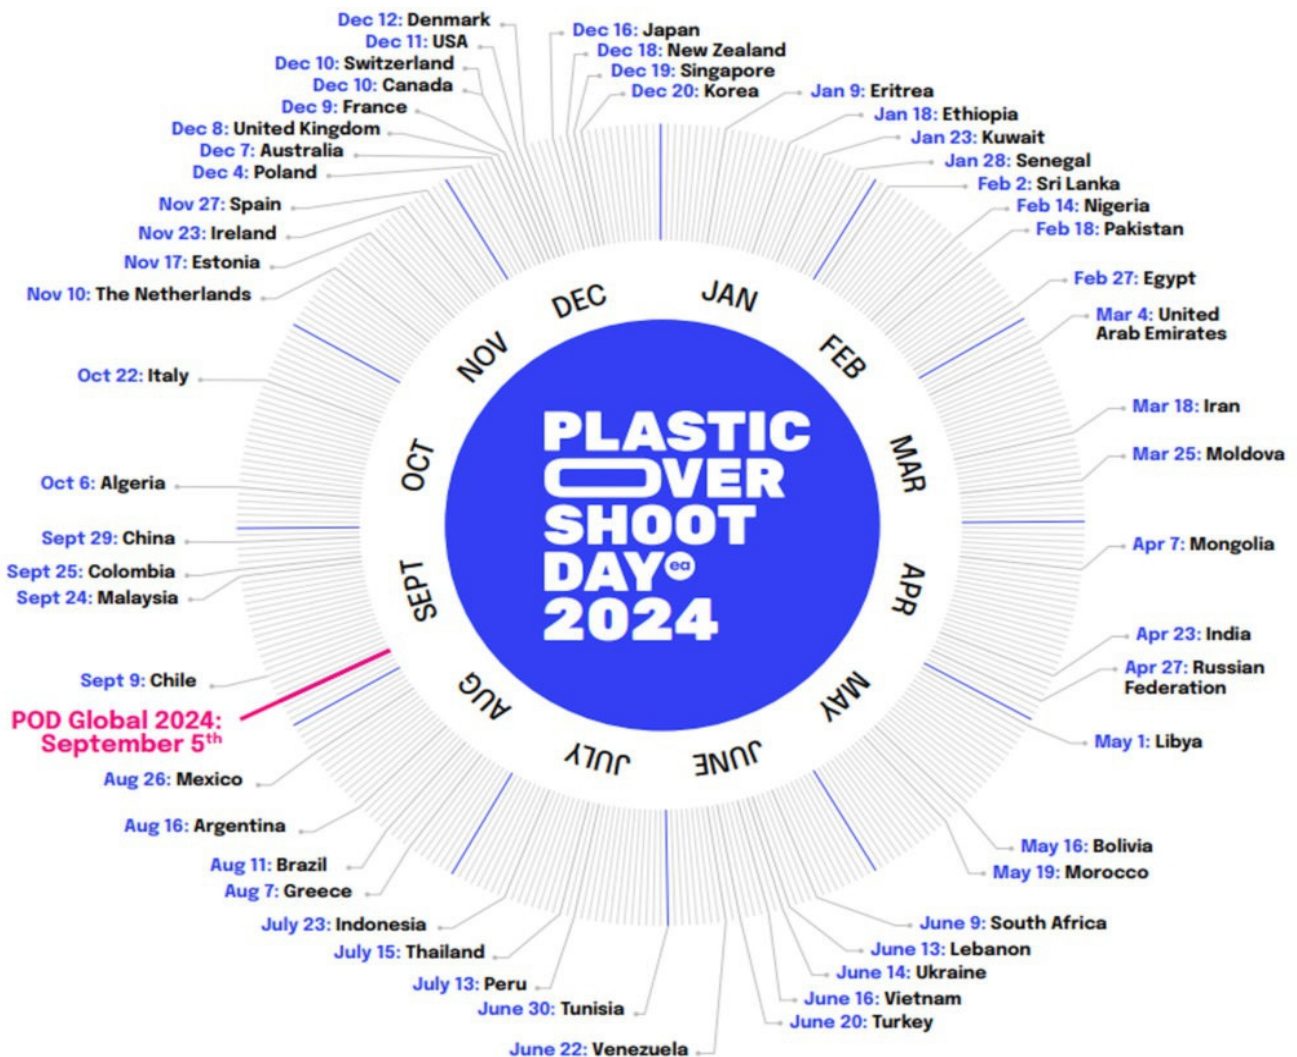 Dec 16: Japan
Dec 18: New Zealand
Dec 19: Singapore
Dec 20: Korea
Jan 9: Eritrea
Jan 18: Ethiopia
Jan 23: Kuwait
Jan 28: Senegal
Feb 2: Sri Lanka
Feb 14: Nigeria
Feb 18: Pakistan
Feb 27: Egypt
Mar 4: United
Arab Emirates
Mar 18: Iran
Mar 25: Moldova
Apr 7: Mongolia
Apr 23: India
Apr 27: Russian
Federation
May 1: Libya
May 16: Bolivia
May 19: Morocco
June 9: South Africa
June 13: Lebanon
June 14: Ukraine
June 16: Vietnam
June 20: Turkey
June 22: Venezuela
June 30: Tunisia
July 13: Peru
July 15: Thailand
July 23: Indonesia
Aug 7: Greece
Aug 11: Brazil
Aug 16: Argentina
Aug 26: Mexico
POD Global 2024:
September 5th
Sept 9: Chile
Sept 24: Malaysia
Sept 25: Colombia
Sept 29: China
Oct 6: Algeria
Oct 22: Italy
Nov 10: The Netherlands
Nov 17: Estonia
Nov 23: Ireland
Nov 27: Spain
Dec 4: Poland
Dec 7: Australia
Dec 8: United Kingdom
Dec 9: France
Dec 10: Canada
Dec 10: Switzerland
Dec 11: USA
Dec 12: Denmark
JAN
FEB
MAR
APR
MAY
JUNE
JULY
AUG
SEPT
OCT
NOV
DEC
PLASTIC
OVER
SHOOT
DAY ea
2024